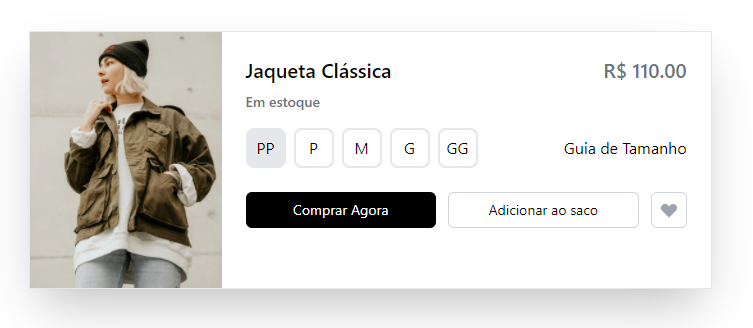 Jaqueta Clássica
R$ 110.00
Em estoque
PP P M G GG
Guia de Tamanho
Comprar Agora
Adicionar ao saco